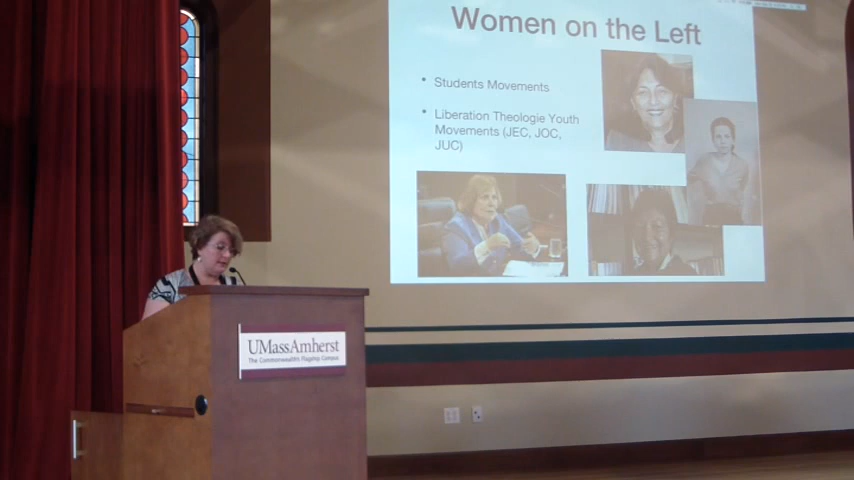 Women on the Left
• Students Movements
• Liberation Theologie Youth
Movements (JEC, JOC,
JUC)
UMassAmherst
The Commonwealth's Flagship Campus